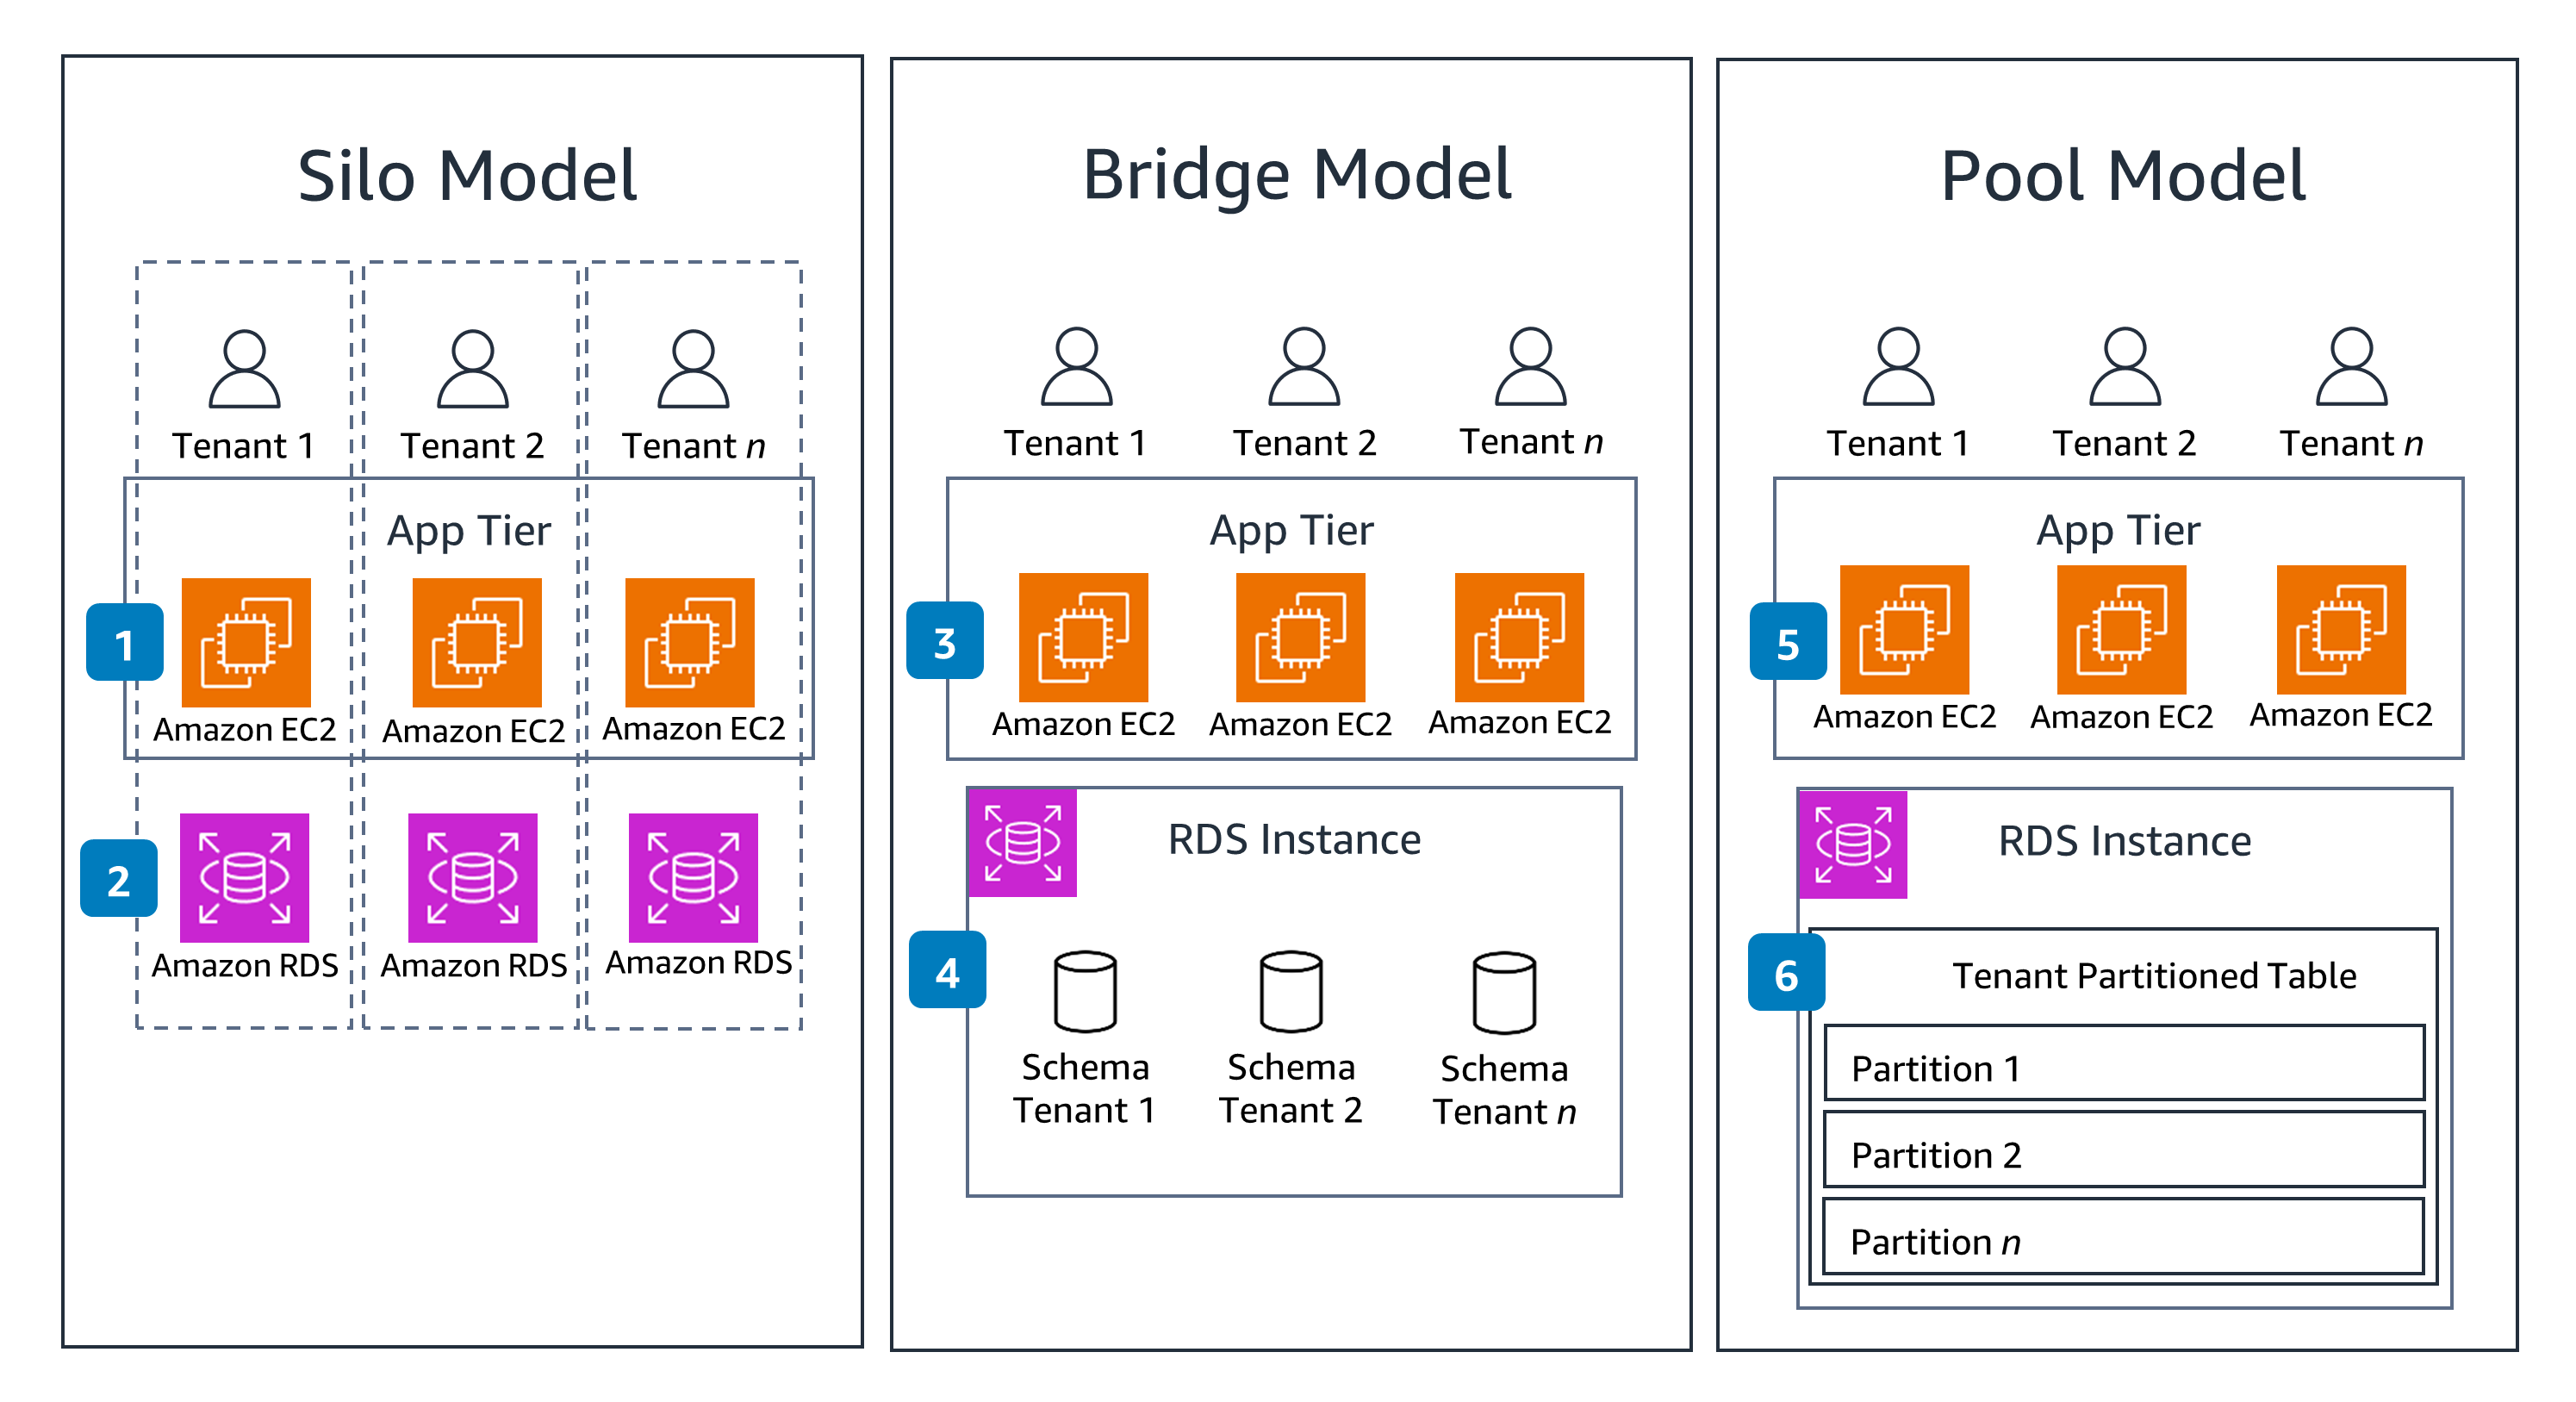 Silo Model
Tenant 1
Tenant 2
Tenant n
App Tier
1
Amazon EC2
Amazon EC2
Amazon EC2
2
Amazon RDS
Amazon RDS
Amazon RDS
Bridge Model
Tenant 1
Tenant 2
Tenant n
App Tier
3
Amazon EC2
Amazon EC2
Amazon EC2
RDS Instance
4
Schema
Tenant 1
Schema
Tenant 2
Schema
Tenant n
Pool Model
Tenant 1
Tenant 2
Tenant n
App Tier
5
Amazon EC2
Amazon EC2
Amazon EC2
RDS Instance
6
Tenant Partitioned Table
Partition 1
Partition 2
Partition n